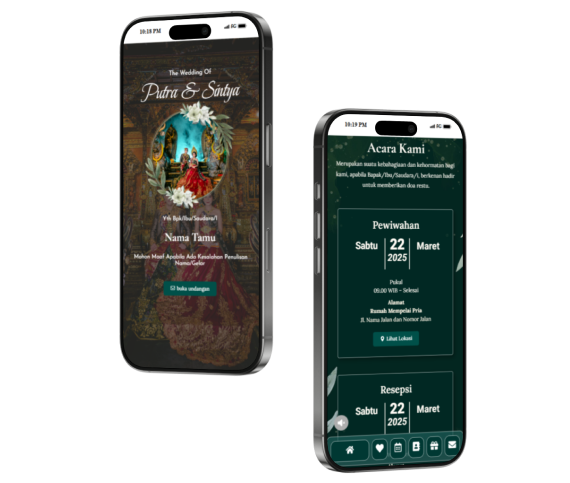 10:18 PM
5G
The Wedding Of
Putra & Sintya
Yth Bpk/Ibu/Saudara/i
Nama Tamu
Mohon Maaf Apabila Ada Kesalahan Penulisan
Nama/Gelar
buka undangan
10:19 PM
5G
Acara Kami
Merupakan suatu kebahagiaan dan kehormatan Bagi
kami, apabila Bapak/Ibu/Saudara/i, berkenan hadir
untuk memberikan doa restu.
Pewiwahan
Sabtu 22 Maret
2025
Pukul
09.00 WIB – Selesai
Alamat
Rumah Mempelai Pria
Jl. Nama Jalan dan Nomor Jalan
Lihat Lokasi
Resepsi
Sabtu 22 Maret
2025